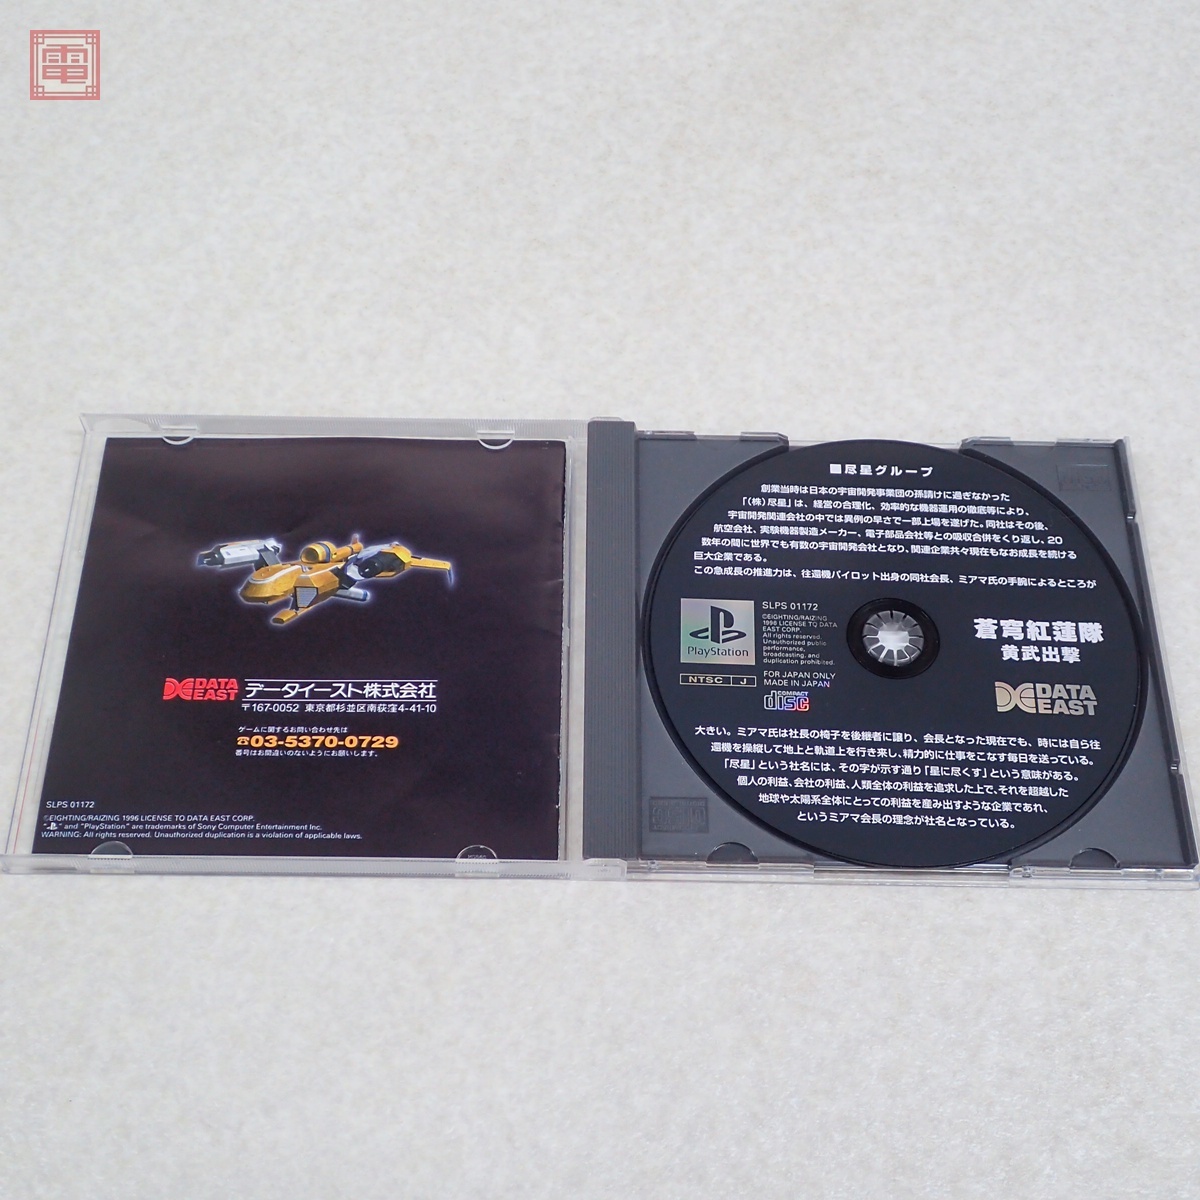 電
DATA EAST データイースト株式会社
〒167-0052 東京都杉並区南荻窪4-41-10
ゲームに関するお問い合わせ先は
☎03-5370-0729
番号はお間違いのないようにお願いします。
SLPS 01172
©EIGHTING/RAIZING 1996 LICENSE TO DATA EAST CORP.
" " and "PlayStation" are trademarks of Sony Computer Entertainment Inc.
WARNING: All rights reserved. Unauthorized duplication is a violation of applicable laws.
■尽星グループ
創業当時は日本の宇宙開発事業団の孫請けに過ぎなかった
「(株)尽星」は、経営の合理化、効率的な機器運用の徹底等により、
宇宙開発関連会社の中では異例の早さで一部上場を遂げた。同社はその後、
航空会社、実験機器製造メーカー、電子部品会社等との吸収合併をくり返し、20
数年の間に世界でも有数の宇宙開発会社となり、関連企業共々現在もなお成長を続ける
巨大企業である。
この急成長の推進力は、往還機パイロット出身の同社会長、ミアマ氏の手腕によるところが
PlayStation
NTSC J
SLPS 01172
©EIGHTING/RAIZING
1996 LICENSE TO DATA
EAST CORP.
All rights reserved.
Unauthorized public
performance,
broadcasting, and
duplication prohibited.
FOR JAPAN ONLY
MADE IN JAPAN
COMPACT
disc
蒼穹紅蓮隊
黄武出撃
DATA
EAST
大きい。ミアマ氏は社長の椅子を後継者に譲り、会長となった現在でも、時には自ら往
還機を操縦して地上と軌道上を行き来し、精力的に仕事をこなす毎日を送っている。
「尽星」という社名には、その字が示す通り「星に尽くす」という意味がある。
個人の利益、会社の利益、人類全体の利益を追求した上で、それを超越した
地球や太陽系全体にとっての利益を産み出すような企業であれ、
というミアマ会長の理念が社名となっている。